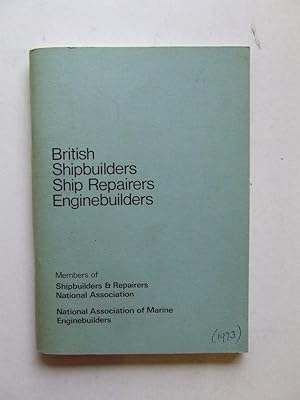 British
Shipbuilders
Ship Repairers
Enginebuilders
Members of
Shipbuilders & Repairers
National Association
National Association of Marine
Enginebuilders
(1973)